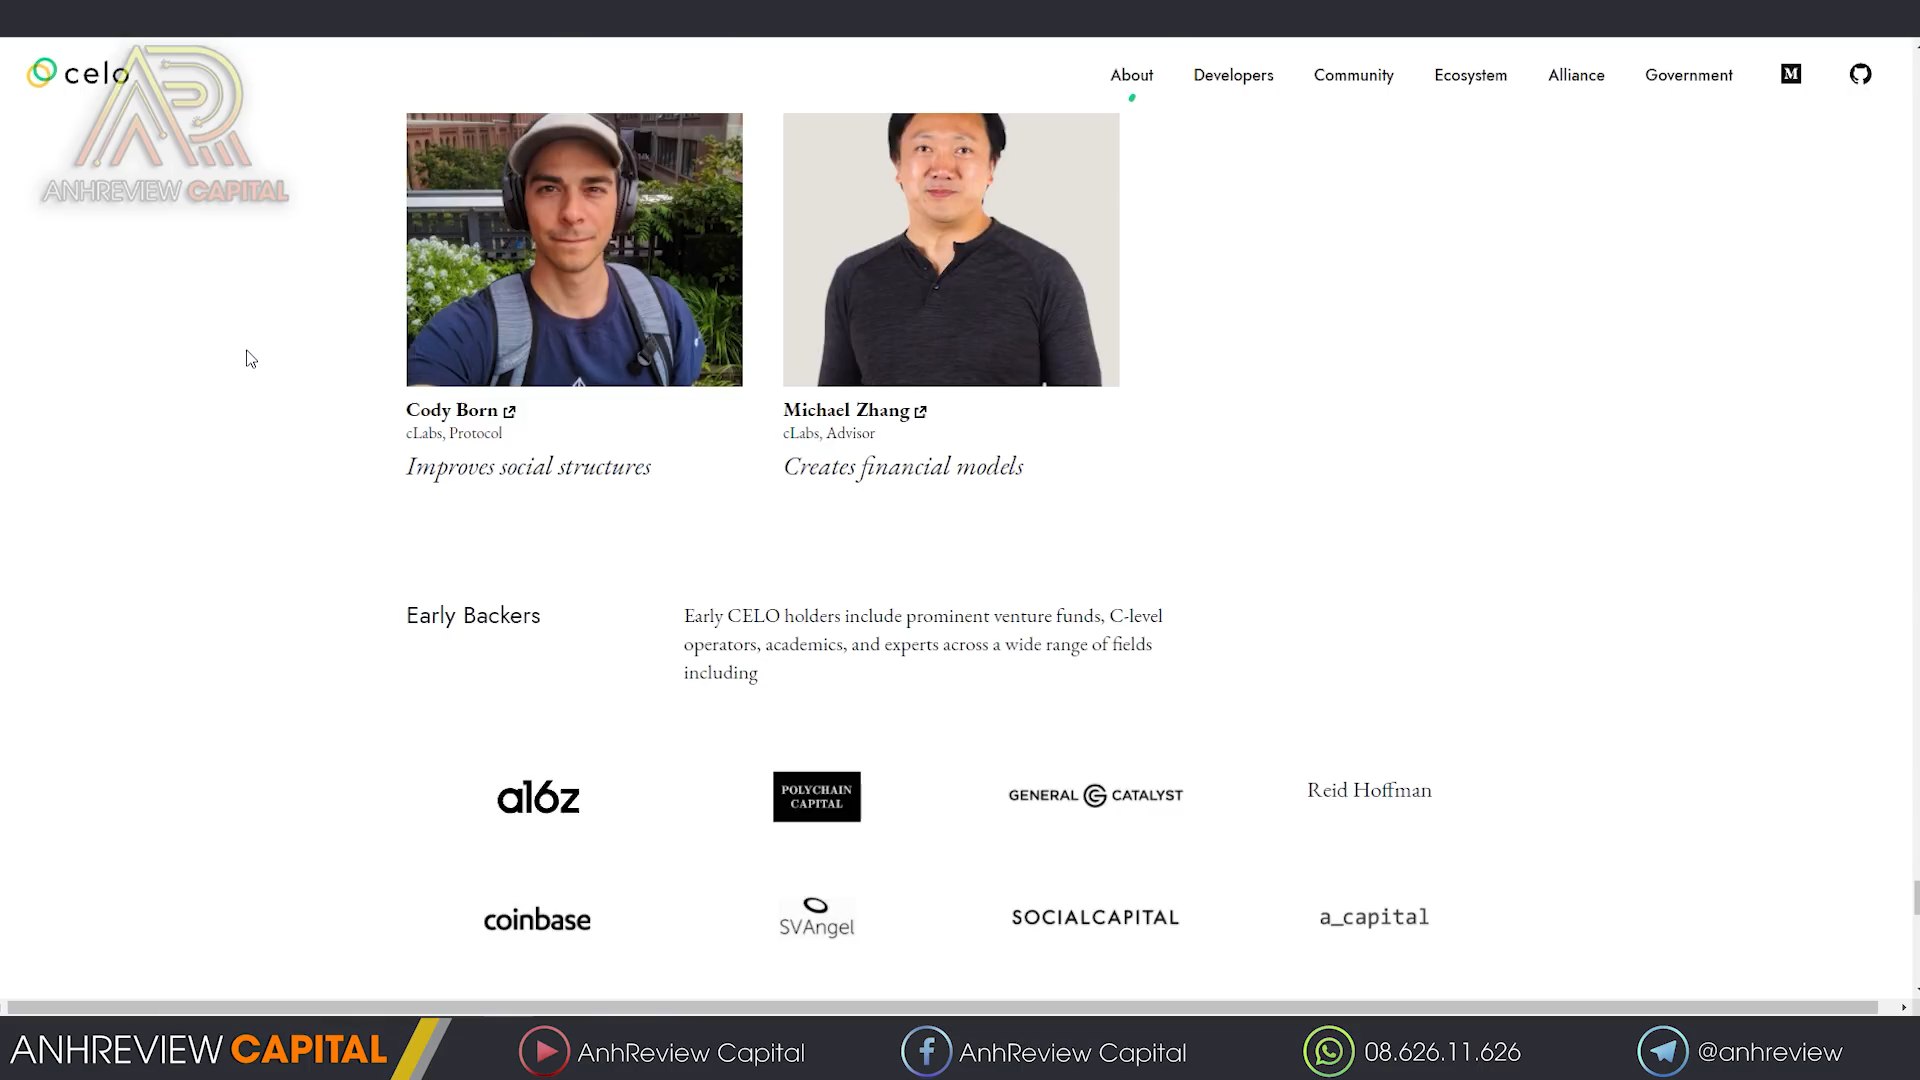 celo
ANHREVIEW CAPITAL
About
Developers
Community
Ecosystem
Alliance
Government
M
Cody Born
cLabs, Protocol
Improves social structures
Michael Zhang
cLabs, Advisor
Creates financial models
Early Backers
Early CELO holders include prominent venture funds, C-level
operators, academics, and experts across a wide range of fields
including
a16z
POLYCHAIN
CAPITAL
GENERAL CATALYST
Reid Hoffman
coinbase
SVAngel
SOCIALCAPITAL
a_capital
ANHREVIEW CAPITAL
AnhReview Capital
AnhReview Capital
08.626.11.626
@anhreview